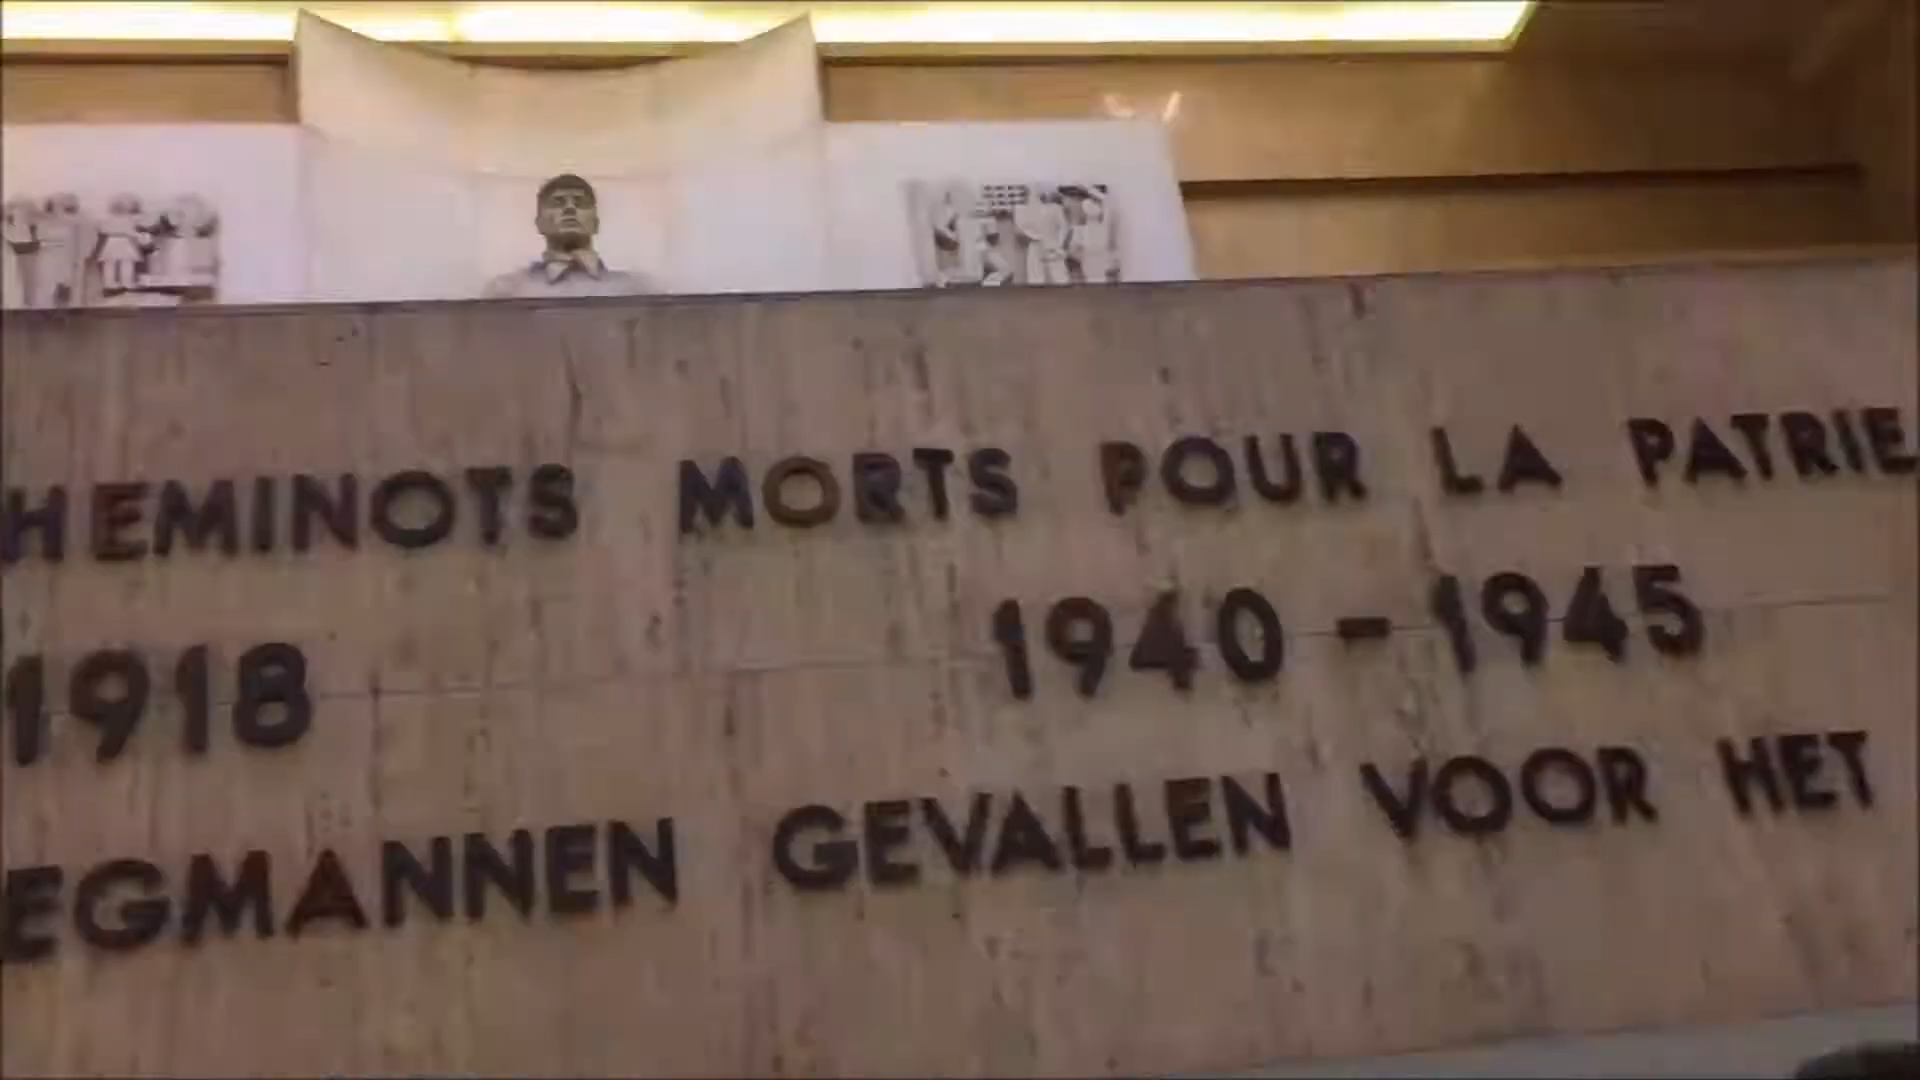 HEMINOTS MORTS POUR LA PATRIE
1918 1940 - 1945
EGMANNEN GEVALLEN VOOR HET